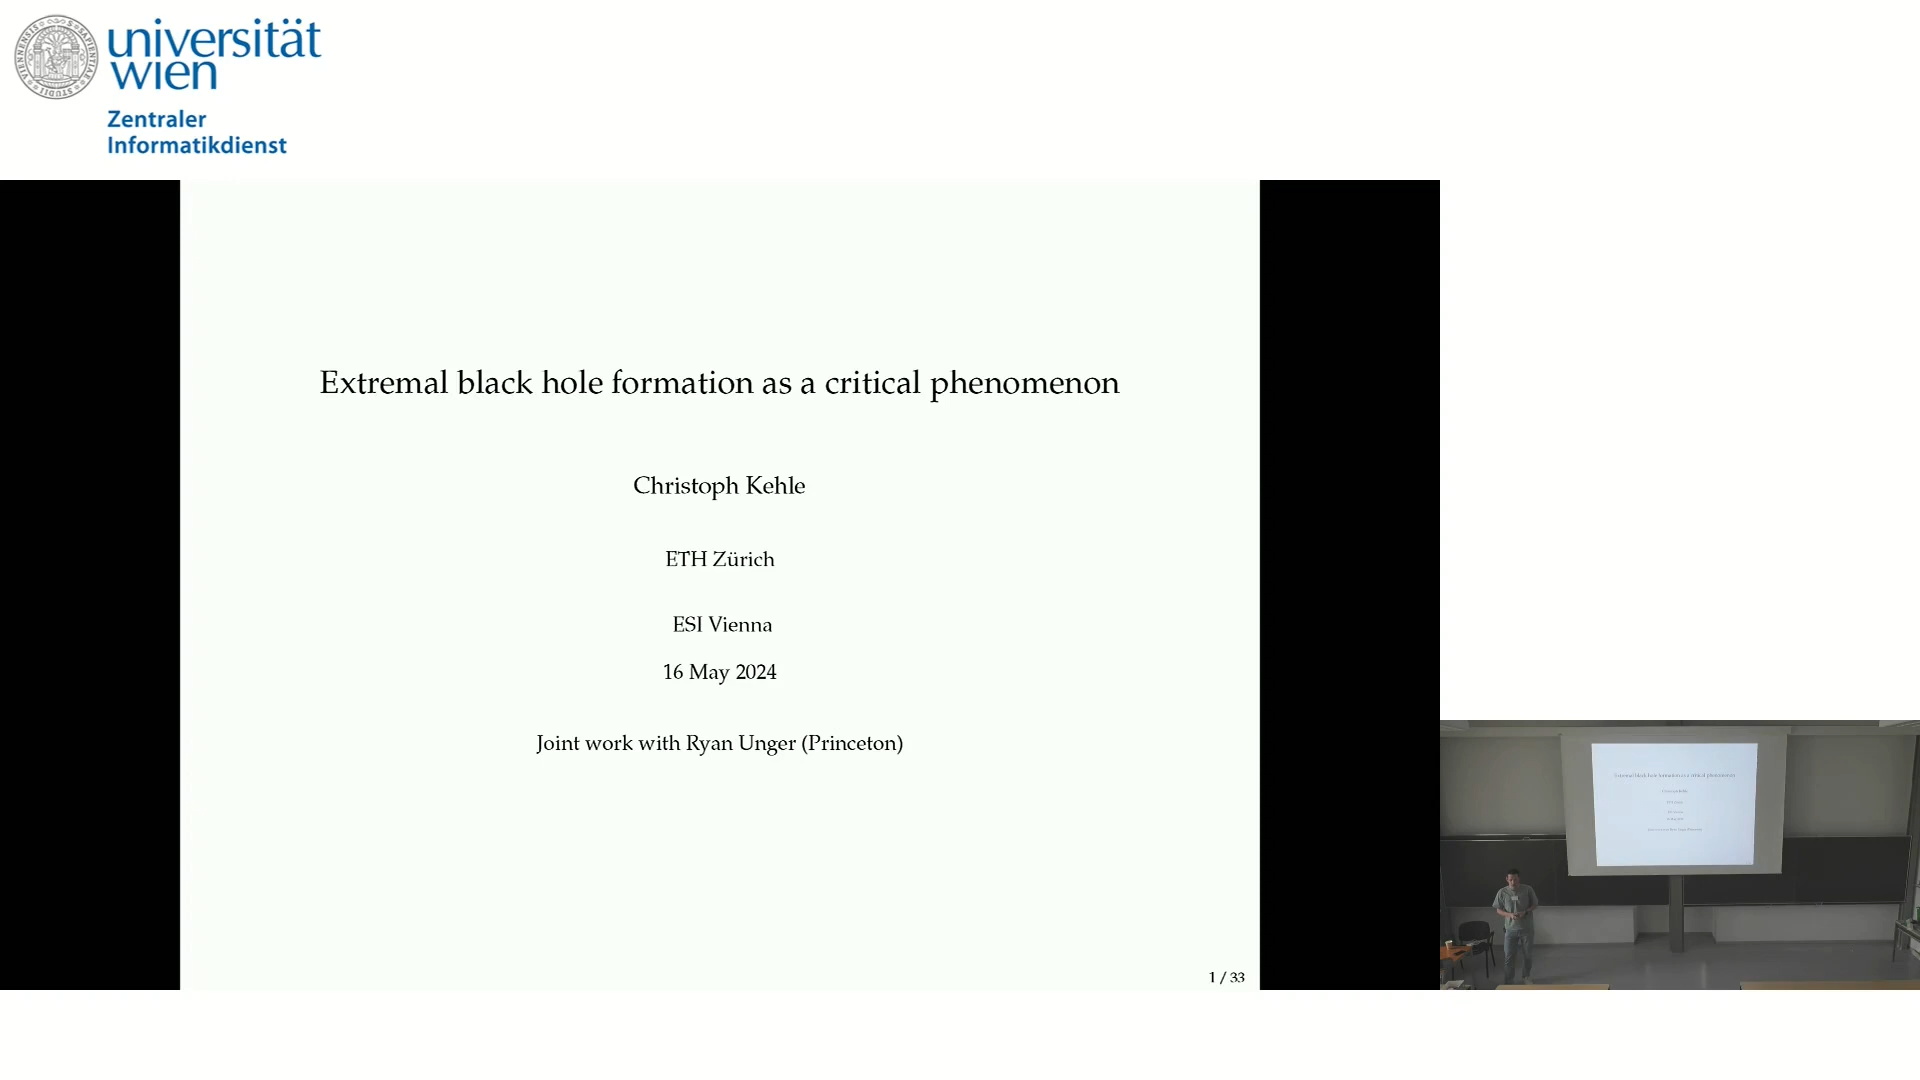 universität
wien
Zentraler
Informatikdienst
Extremal black hole formation as a critical phenomenon
Christoph Kehle
ETH Zürich
ESI Vienna
16 May 2024
Joint work with Ryan Unger (Princeton)
1 / 33